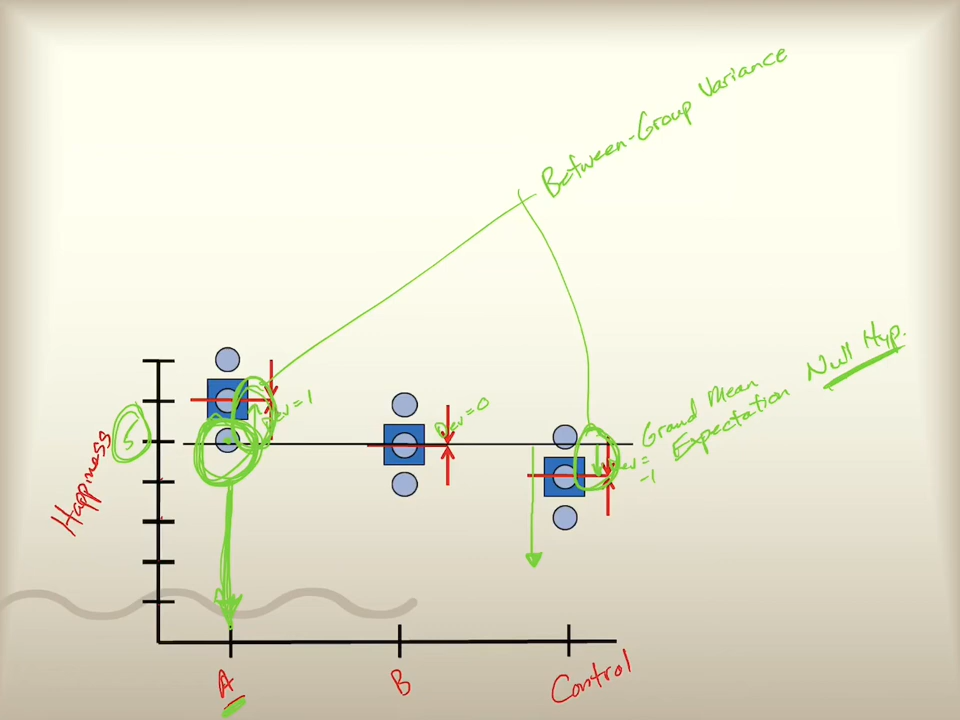 Between-Group Variance
Null Hyp.
Grand Mean
Expectation
Dev = 1
Dev = 0
Dev =
-1
5
Happiness
A
B
Control